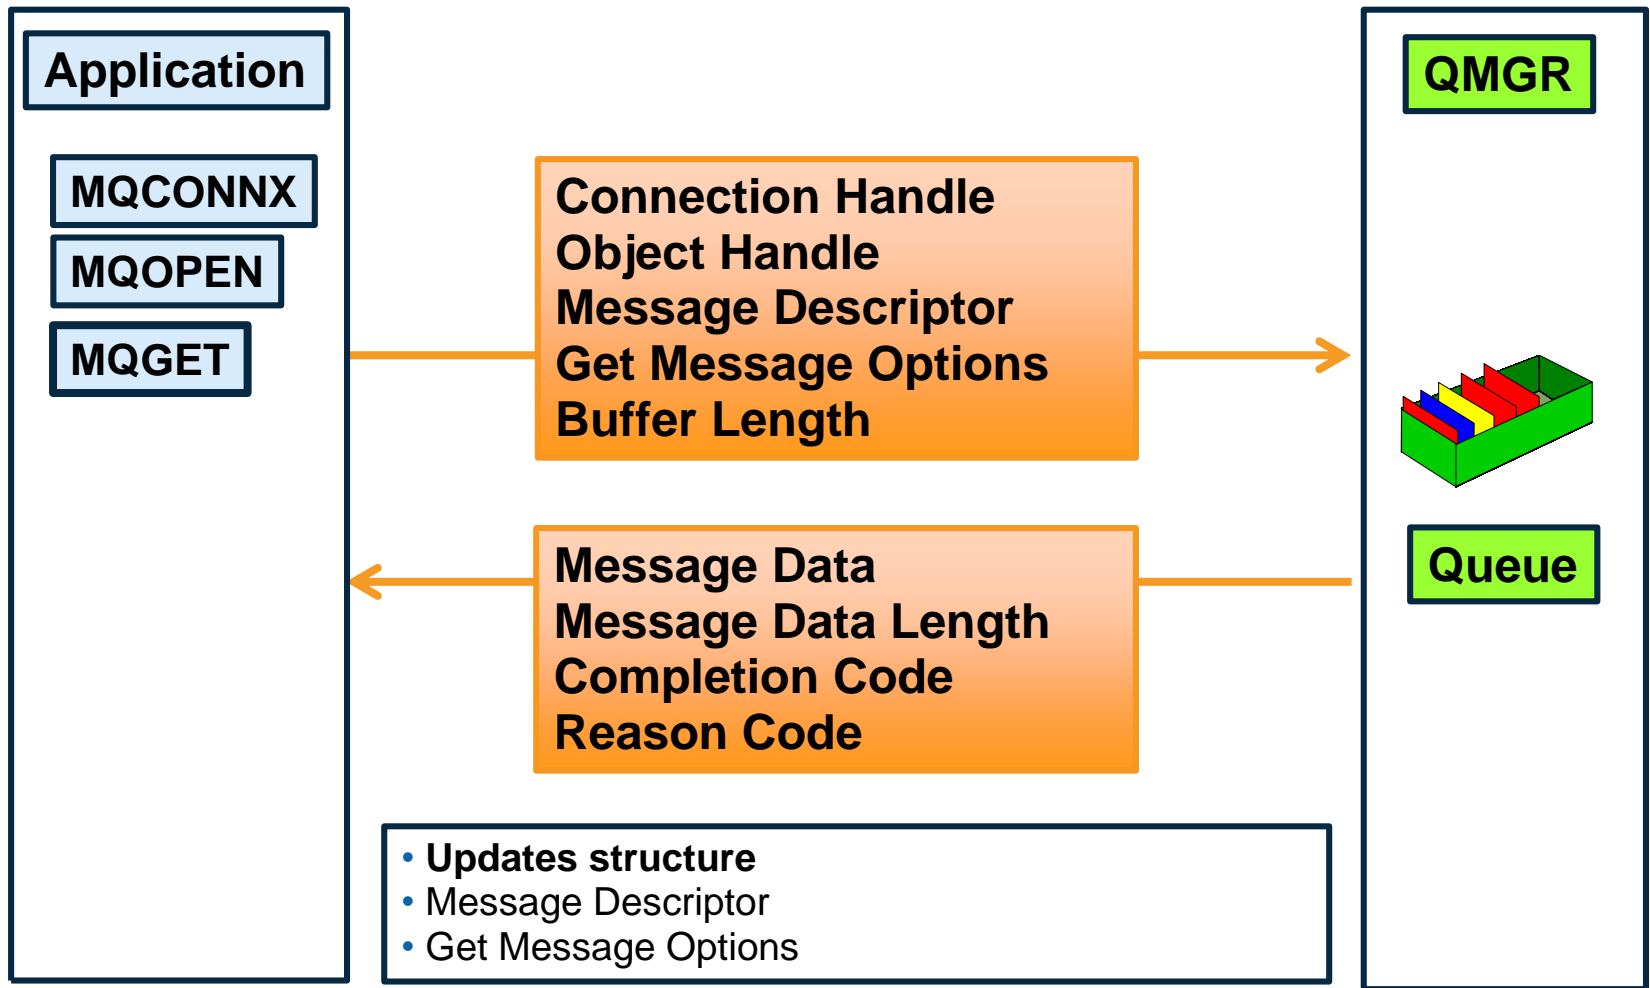 Application
MQCONNX
MQOPEN
MQGET
Connection Handle
Object Handle
Message Descriptor
Get Message Options
Buffer Length
Message Data
Message Data Length
Completion Code
Reason Code
• Updates structure
• Message Descriptor
• Get Message Options
QMGR
Queue